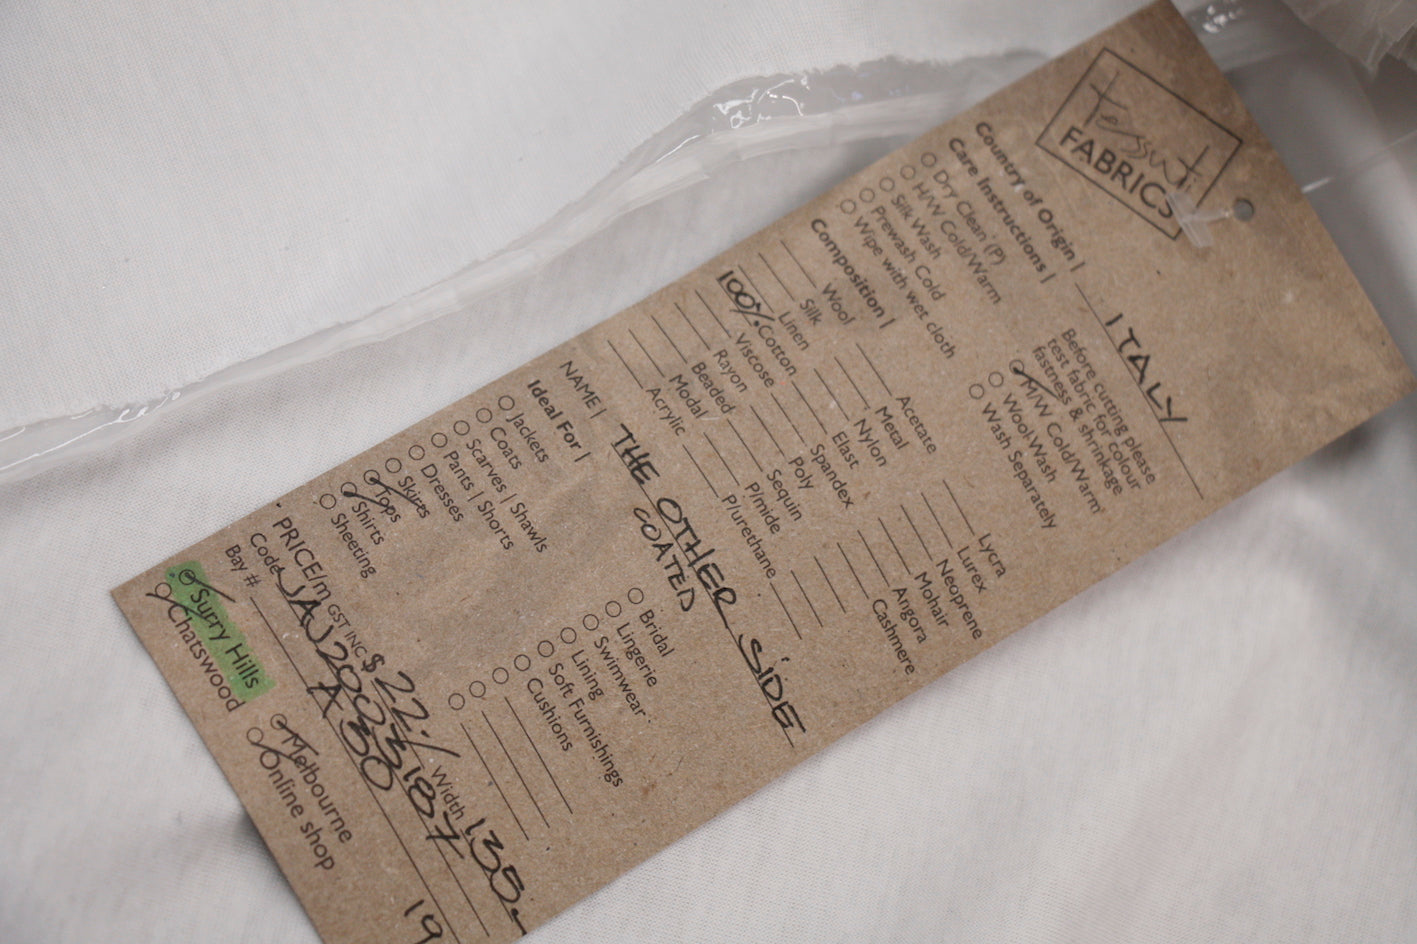 tessuti
FABRICS
Country of Origin | ITALY
Care Instructions |
Dry Clean (P)
H/W Cold/Warm
Silk Wash
Prewash Cold
Wipe with wet cloth
Before cutting please
test fabric for colour
fastness & shrinkage
M/W Cold/Warm
Wool Wash
Wash Separately
Composition |
Wool
Silk
Linen
100% Cotton
Viscose
Rayon
Beaded
Modal
Acrylic
Acetate
Metal
Nylon
Elast
Spandex
Poly
Sequin
P/mide
P/urethane
Lycra
Lurex
Neoprene
Mohair
Angora
Cashmere
NAME | THE OTHER SIDE
COATED
Ideal For |
Jackets
Coats
Scarves | Shawls
Pants | Shorts
Dresses
Skirts
Tops
Shirts
Sheeting
Bridal
Lingerie
Swimwear
Lining
Soft Furnishings
Cushions
PRICE/m GST INC $22./ Width 135.
Code JAU2003187
Bay # A30 19
Surry Hills
Chatswood
Melbourne
Online shop